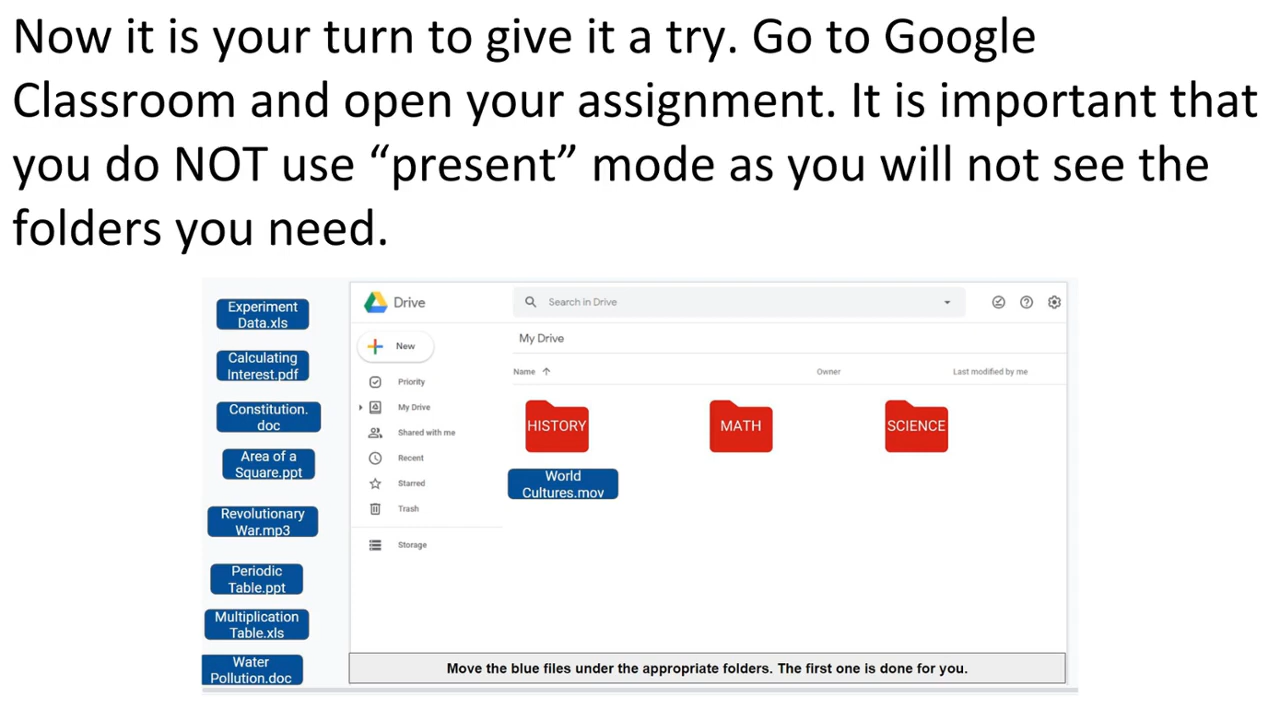 Now it is your turn to give it a try. Go to Google
Classroom and open your assignment. It is important that
you do NOT use “present” mode as you will not see the
folders you need.
Experiment
Data.xls
Calculating
Interest.pdf
Constitution.
doc
Area of a
Square.ppt
Revolutionary
War.mp3
Periodic
Table.ppt
Multiplication
Table.xls
Water
Pollution.doc
Drive
Search in Drive
New
Priority
My Drive
Shared with me
Recent
Starred
Trash
Storage
My Drive
Name
Owner
Last modified by me
HISTORY
MATH
SCIENCE
World
Cultures.mov
Move the blue files under the appropriate folders. The first one is done for you.